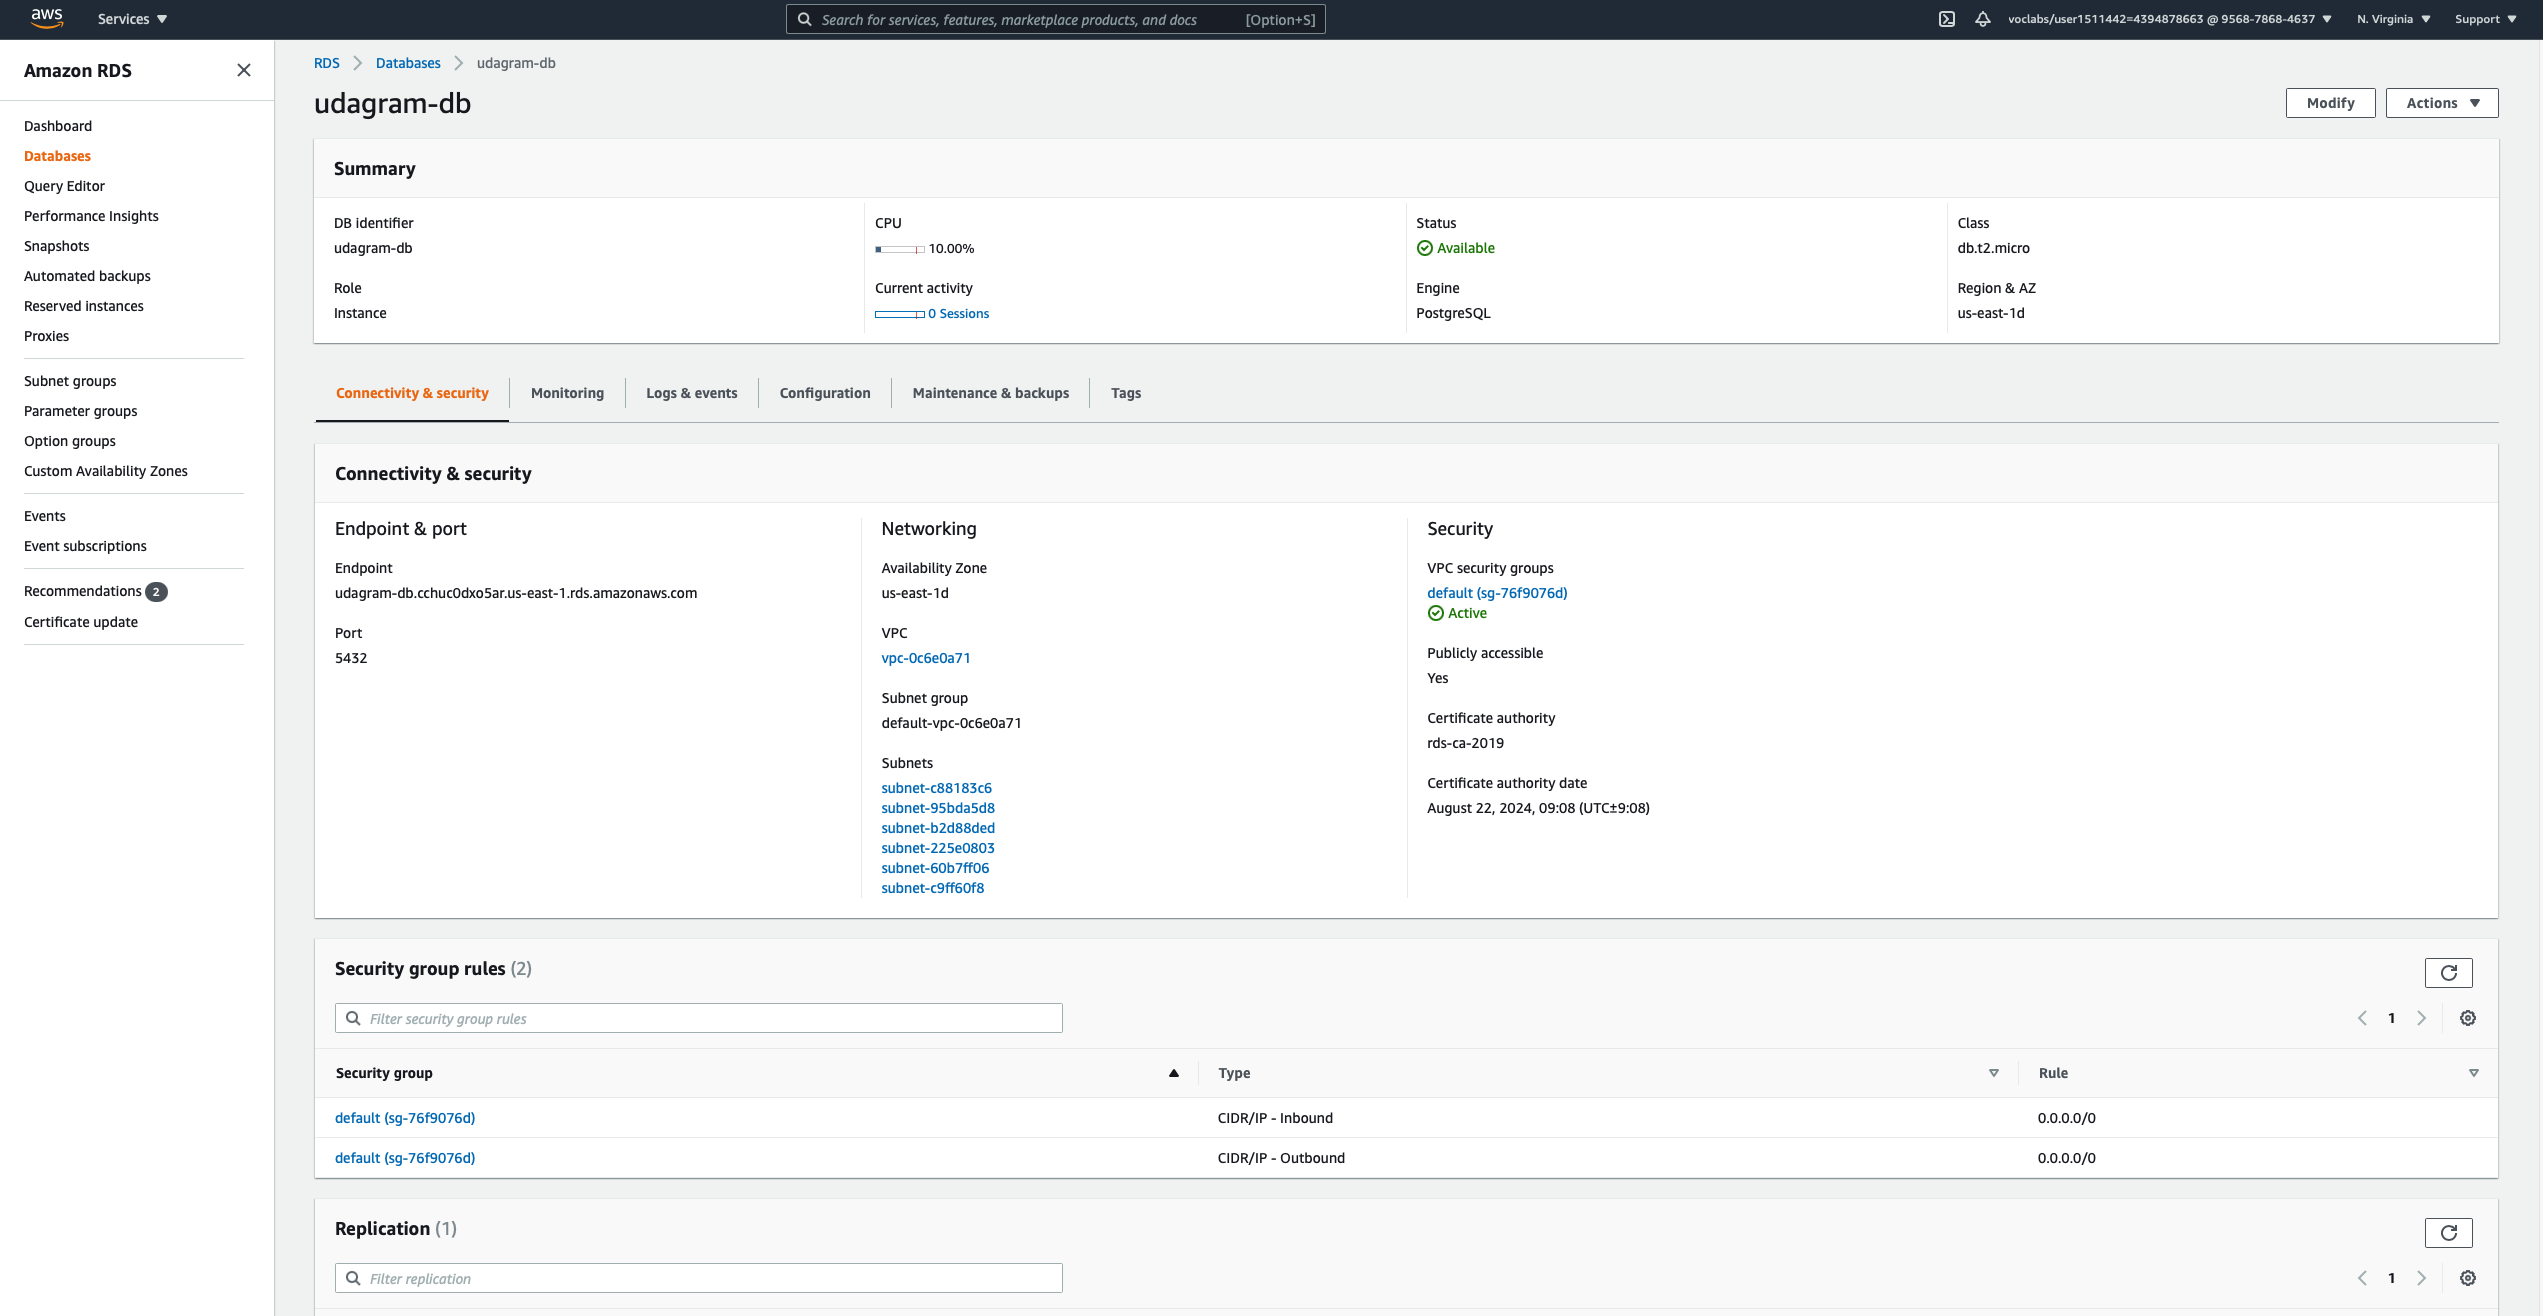 aws
Services
Search for services, features, marketplace products, and docs [Option+S]
voclabs/user1511442=4394878663 @ 9568-7868-4637
N. Virginia
Support
Amazon RDS
Dashboard
Databases
Query Editor
Performance Insights
Snapshots
Automated backups
Reserved instances
Proxies
Subnet groups
Parameter groups
Option groups
Custom Availability Zones
Events
Event subscriptions
Recommendations 2
Certificate update
RDS > Databases > udagram-db
udagram-db
Modify
Actions
Summary
DB identifier
udagram-db
CPU
10.00%
Status
Available
Class
db.t2.micro
Role
Instance
Current activity
0 Sessions
Engine
PostgreSQL
Region & AZ
us-east-1d
Connectivity & security
Monitoring
Logs & events
Configuration
Maintenance & backups
Tags
Connectivity & security
Endpoint & port
Endpoint
udagram-db.cchuc0dxo5ar.us-east-1.rds.amazonaws.com
Port
5432
Networking
Availability Zone
us-east-1d
VPC
vpc-0c6e0a71
Subnet group
default-vpc-0c6e0a71
Subnets
subnet-c88183c6
subnet-95bda5d8
subnet-b2d88ded
subnet-225e0803
subnet-60b7ff06
subnet-c9ff60f8
Security
VPC security groups
default (sg-76f9076d)
Active
Publicly accessible
Yes
Certificate authority
rds-ca-2019
Certificate authority date
August 22, 2024, 09:08 (UTC±9:08)
Security group rules (2)
Filter security group rules
1
Security group
Type
Rule
default (sg-76f9076d)
CIDR/IP - Inbound
0.0.0.0/0
default (sg-76f9076d)
CIDR/IP - Outbound
0.0.0.0/0
Replication (1)
Filter replication
1